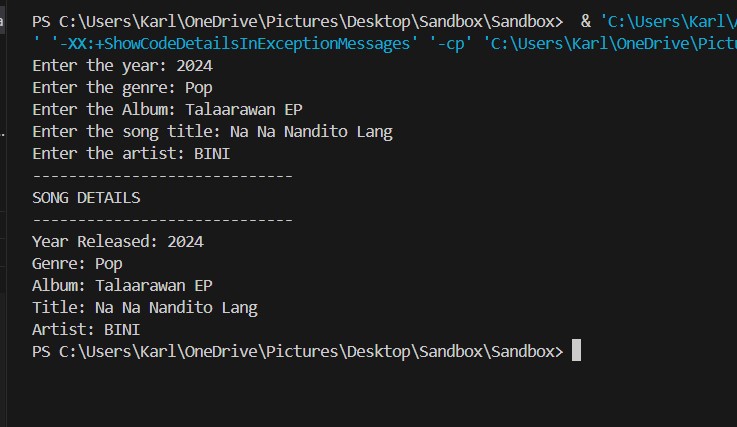 PS C:\Users\Karl\OneDrive\Pictures\Desktop\Sandbox\Sandbox>  & 'C:\Users\Karl\
' '-XX:+ShowCodeDetailsInExceptionMessages' '-cp' 'C:\Users\Karl\OneDrive\Pict
Enter the year: 2024
Enter the genre: Pop
Enter the Album: Talaarawan EP
Enter the song title: Na Na Nandito Lang
Enter the artist: BINI
-----------------------------
SONG DETAILS
-----------------------------
Year Released: 2024
Genre: Pop
Album: Talaarawan EP
Title: Na Na Nandito Lang
Artist: BINI
PS C:\Users\Karl\OneDrive\Pictures\Desktop\Sandbox\Sandbox>